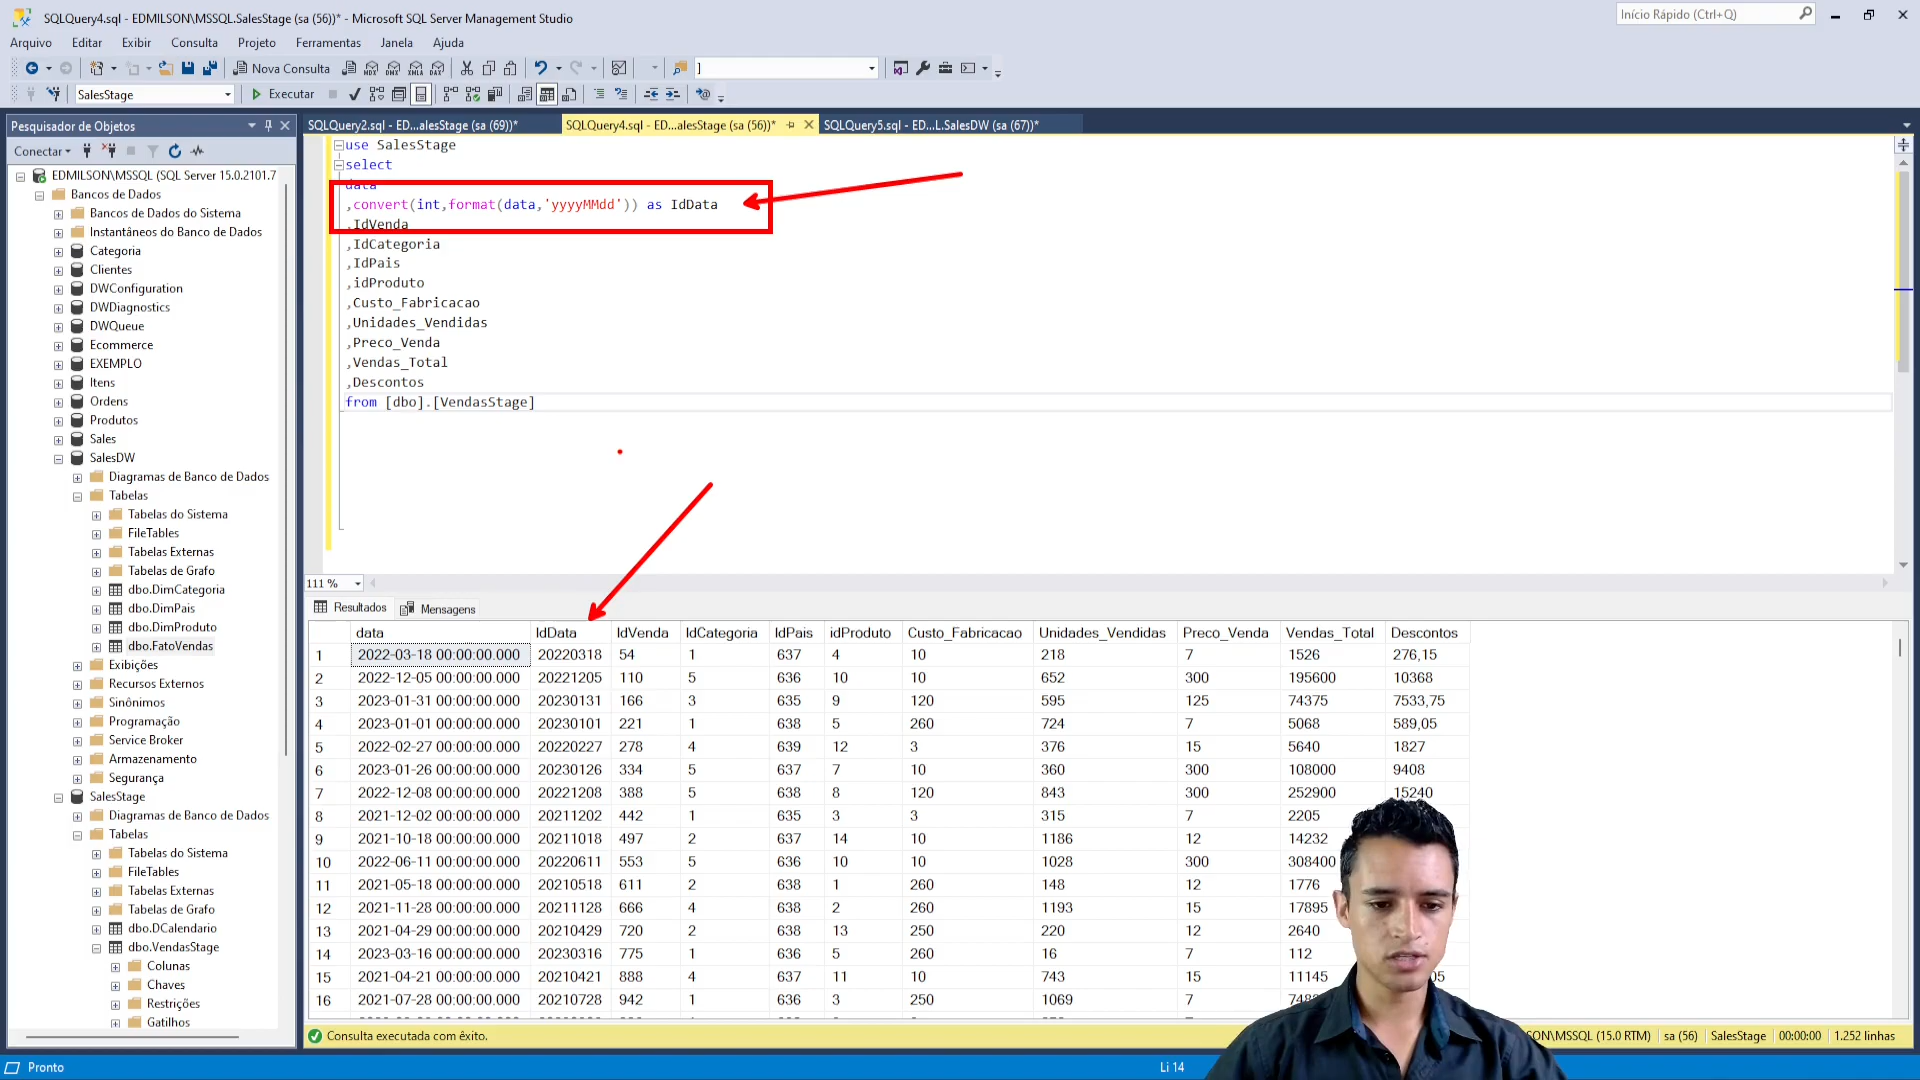 SQLQuery4.sql - EDMILSON\MSSQL.SalesStage (sa (56))* - Microsoft SQL Server Management Studio
Início Rápido (Ctrl+Q)
Arquivo Editar Exibir Consulta Projeto Ferramentas Janela Ajuda
Nova Consulta
]
SalesStage
Executar
Pesquisador de Objetos
SQLQuery2.sql - ED...alesStage (sa (69))*
SQLQuery4.sql - ED...alesStage (sa (56))*
SQLQuery5.sql - ED...L.SalesDW (sa (67))*
Conectar
EDMILSON\MSSQL (SQL Server 15.0.2101.7
Bancos de Dados
Bancos de Dados do Sistema
Instantâneos do Banco de Dados
Categoria
Clientes
DWConfiguration
DWDiagnostics
DWQueue
Ecommerce
EXEMPLO
Itens
Ordens
Produtos
Sales
SalesDW
Diagramas de Banco de Dados
Tabelas
Tabelas do Sistema
FileTables
Tabelas Externas
Tabelas de Grafo
dbo.DimCategoria
dbo.DimPais
dbo.DimProduto
dbo.FatoVendas
Exibições
Recursos Externos
Sinônimos
Programação
Service Broker
Armazenamento
Segurança
SalesStage
Diagramas de Banco de Dados
Tabelas
Tabelas do Sistema
FileTables
Tabelas Externas
Tabelas de Grafo
dbo.DCalendario
dbo.VendasStage
Colunas
Chaves
Restrições
Gatilhos
use SalesStage
select
data
,convert(int,format(data,'yyyyMMdd')) as IdData
,IdVenda
,IdCategoria
,IdPais
,idProduto
,Custo_Fabricacao
,Unidades_Vendidas
,Preco_Venda
,Vendas_Total
,Descontos
from [dbo].[VendasStage]
111 %
Resultados Mensagens
data IdData IdVenda IdCategoria IdPais idProduto Custo_Fabricacao Unidades_Vendidas Preco_Venda Vendas_Total Descontos
1 2022-03-18 00:00:00.000 20220318 54 1 637 4 10 218 7 1526 276,15
2 2022-12-05 00:00:00.000 20221205 110 5 636 10 10 652 300 195600 10368
3 2023-01-31 00:00:00.000 20230131 166 3 635 9 120 595 125 74375 7533,75
4 2023-01-01 00:00:00.000 20230101 221 1 638 5 260 724 7 5068 589,05
5 2022-02-27 00:00:00.000 20220227 278 4 639 12 3 376 15 5640 1827
6 2023-01-26 00:00:00.000 20230126 334 5 637 7 10 360 300 108000 9408
7 2022-12-08 00:00:00.000 20221208 388 5 638 8 120 843 300 252900 15240
8 2021-12-02 00:00:00.000 20211202 442 1 635 3 3 315 7 2205
9 2021-10-18 00:00:00.000 20211018 497 2 637 14 10 1186 12 14232
10 2022-06-11 00:00:00.000 20220611 553 5 636 10 10 1028 300 308400
11 2021-05-18 00:00:00.000 20210518 611 2 638 1 260 148 12 1776
12 2021-11-28 00:00:00.000 20211128 666 4 638 2 260 1193 15 17895
13 2021-04-29 00:00:00.000 20210429 720 2 638 13 250 220 12 2640
14 2023-03-16 00:00:00.000 20230316 775 1 636 5 260 16 7 112
15 2021-04-21 00:00:00.000 20210421 888 4 637 11 10 743 15 11145
16 2021-07-28 00:00:00.000 20210728 942 1 636 3 250 1069 7
Consulta executada com êxito.
SON\MSSQL (15.0 RTM) sa (56) SalesStage 00:00:00 1.252 linhas
Pronto
Li 14